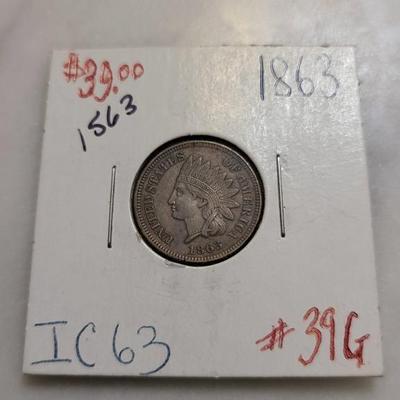 $39.00
1863
1863
UNITED STATES OF AMERICA
1863
IC63
#39G